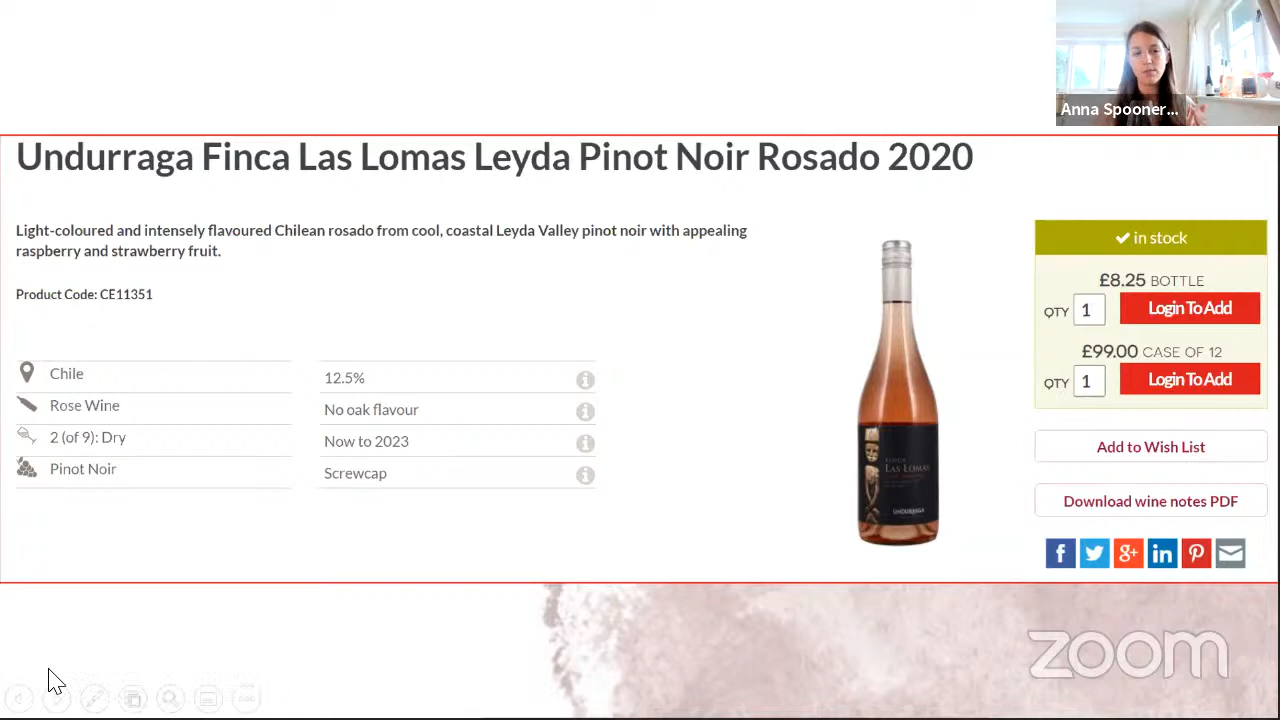 Anna Spooner...
Undurraga Finca Las Lomas Leyda Pinot Noir Rosado 2020
Light-coloured and intensely flavoured Chilean rosado from cool, coastal Leyda Valley pinot noir with appealing
raspberry and strawberry fruit.
Product Code: CE11351
Chile
Rose Wine
2 (of 9): Dry
Pinot Noir
12.5%
No oak flavour
Now to 2023
Screwcap
FINCA
LAS LOMAS
UNDURRAGA
in stock
£8.25 BOTTLE
QTY 1 Login To Add
£99.00 CASE OF 12
QTY 1 Login To Add
Add to Wish List
Download wine notes PDF
zoom